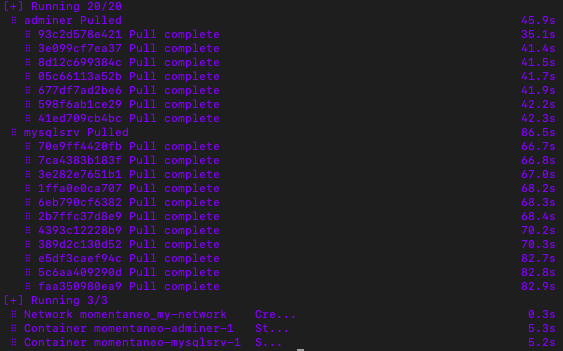 [+] Running 20/20
⠿ adminer Pulled 45.9s
⠿ 93c2d578e421 Pull complete 35.1s
⠿ 3e099cf7ea37 Pull complete 41.4s
⠿ 8d12c699384c Pull complete 41.5s
⠿ 05c66113a52b Pull complete 41.7s
⠿ 677df7ad2be6 Pull complete 41.9s
⠿ 598f6ab1ce29 Pull complete 42.2s
⠿ 41ed709cb4bc Pull complete 42.3s
⠿ mysqlsrv Pulled 86.5s
⠿ 70e9ff4420fb Pull complete 66.7s
⠿ 7ca4383b183f Pull complete 66.8s
⠿ 3e282e7651b1 Pull complete 67.0s
⠿ 1ffa0e0ca707 Pull complete 68.2s
⠿ 6eb790cf6382 Pull complete 68.3s
⠿ 2b7ffc37d8e9 Pull complete 68.4s
⠿ 4393c12228b9 Pull complete 70.2s
⠿ 389d2c130d52 Pull complete 70.3s
⠿ e5df3caef94c Pull complete 82.7s
⠿ 5c6aa409290d Pull complete 82.8s
⠿ faa350980ea9 Pull complete 82.9s
[+] Running 3/3
⠿ Network momentaneo_my-network Cre... 0.3s
⠿ Container momentaneo-adminer-1 St... 5.3s
⠿ Container momentaneo-mysqlsrv-1 S... 5.2s